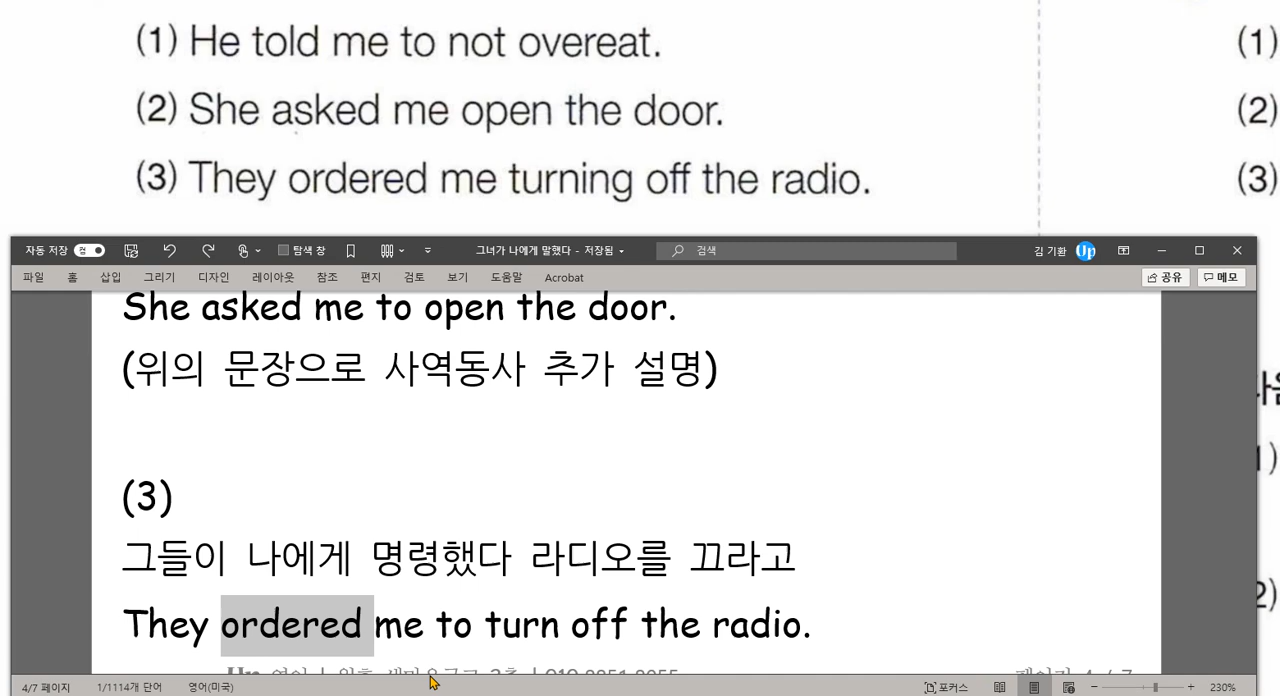 (1) He told me to not overeat.
(2) She asked me open the door.
(3) They ordered me turning off the radio.
(1)
(2)
(3)
자동 저장 그녀가 나에게 말했다 - 저장됨 검색 김 기환 Up
탐색 창
파일 홈 삽입 그리기 디자인 레이아웃 참조 편지 검토 보기 도움말 Acrobat 공유 메모
She asked me to open the door.
(위의 문장으로 사역동사 추가 설명)
(3)
그들이 나에게 명령했다 라디오를 끄라고
They ordered me to turn off the radio.
4/7 페이지 1/1114개 단어 영어(미국) 포커스 230%